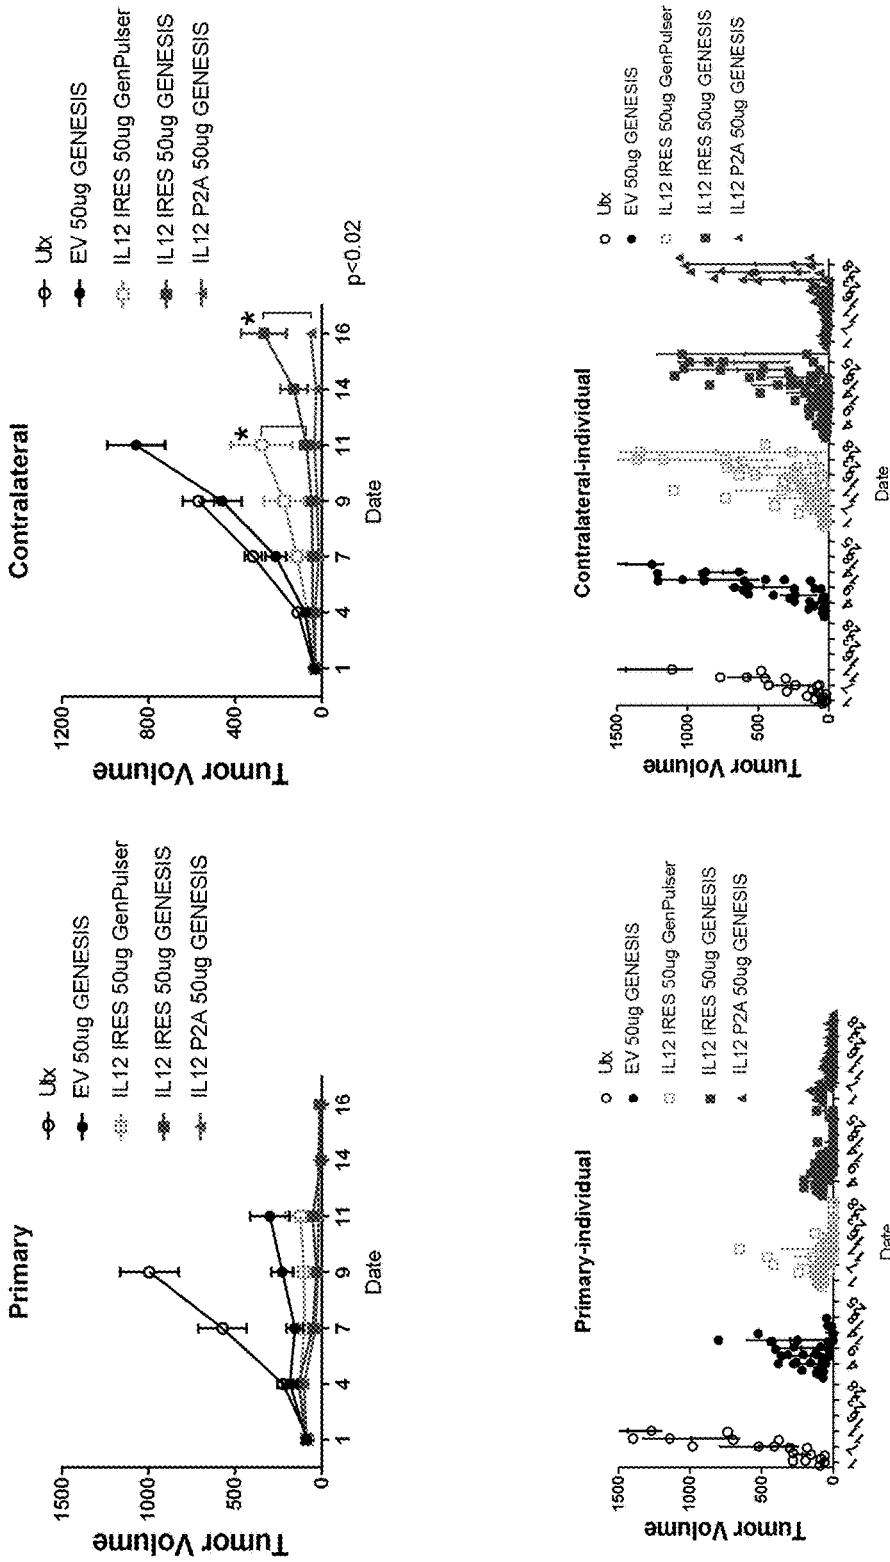 Primary
Tumor Volume
1500
1000
500
0
1 4 7 9 11 14 16
Date
Utx
EV 50ug GENESIS
IL12 IRES 50ug GenPulser
IL12 IRES 50ug GENESIS
IL12 P2A 50ug GENESIS
Contralateral
Tumor Volume
1200
800
400
0
1 4 7 9 11 14 16
Date
*
*
Utx
EV 50ug GENESIS
IL12 IRES 50ug GenPulser
IL12 IRES 50ug GENESIS
IL12 P2A 50ug GENESIS
p<0.02
Primary-individual
Tumor Volume
1500
1000
500
0
Date
Utx
EV 50ug GENESIS
IL12 IRES 50ug GenPulser
IL12 IRES 50ug GENESIS
IL12 P2A 50ug GENESIS
Contralateral-individual
Tumor Volume
1500
1000
500
0
Date
Utx
EV 50ug GENESIS
IL12 IRES 50ug GenPulser
IL12 IRES 50ug GENESIS
IL12 P2A 50ug GENESIS